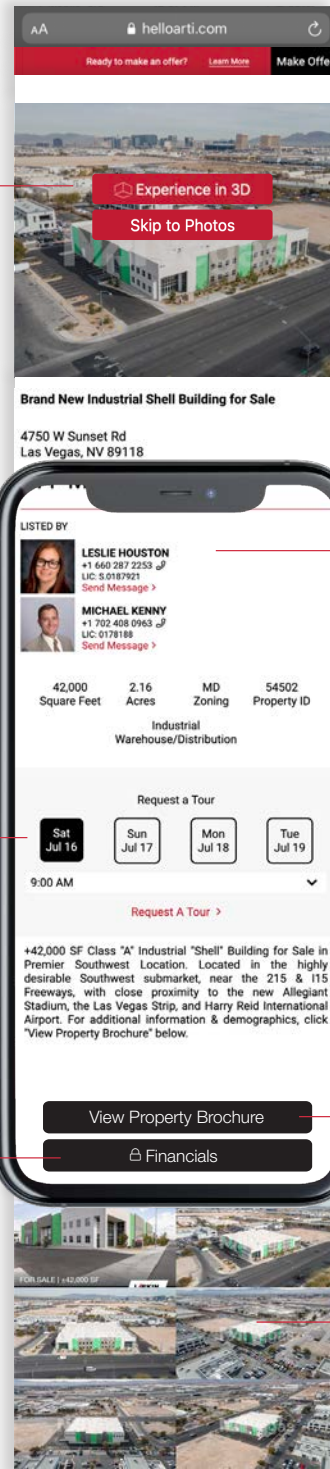 AA helloarti.com
Ready to make an offer? Learn More Make Offe
Experience in 3D
Skip to Photos
Brand New Industrial Shell Building for Sale
4750 W Sunset Rd
Las Vegas, NV 89118
LISTED BY
LESLIE HOUSTON
+1 660 287 2253
LIC: S.0187921
Send Message >
MICHAEL KENNY
+1 702 408 0963
LIC: 0178188
Send Message >
42,000 2.16 MD 54502
Square Feet Acres Zoning Property ID
Industrial
Warehouse/Distribution
Request a Tour
Sat Sun Mon Tue
Jul 16 Jul 17 Jul 18 Jul 19
9:00 AM
Request A Tour >
+42,000 SF Class "A" Industrial "Shell" Building for Sale in
Premier Southwest Location. Located in the highly
desirable Southwest submarket, near the 215 & I15
Freeways, with close proximity to the new Allegiant
Stadium, the Las Vegas Strip, and Harry Reid International
Airport. For additional information & demographics, click
"View Property Brochure" below.
View Property Brochure
Financials
FOR SALE | ±42,000 SF